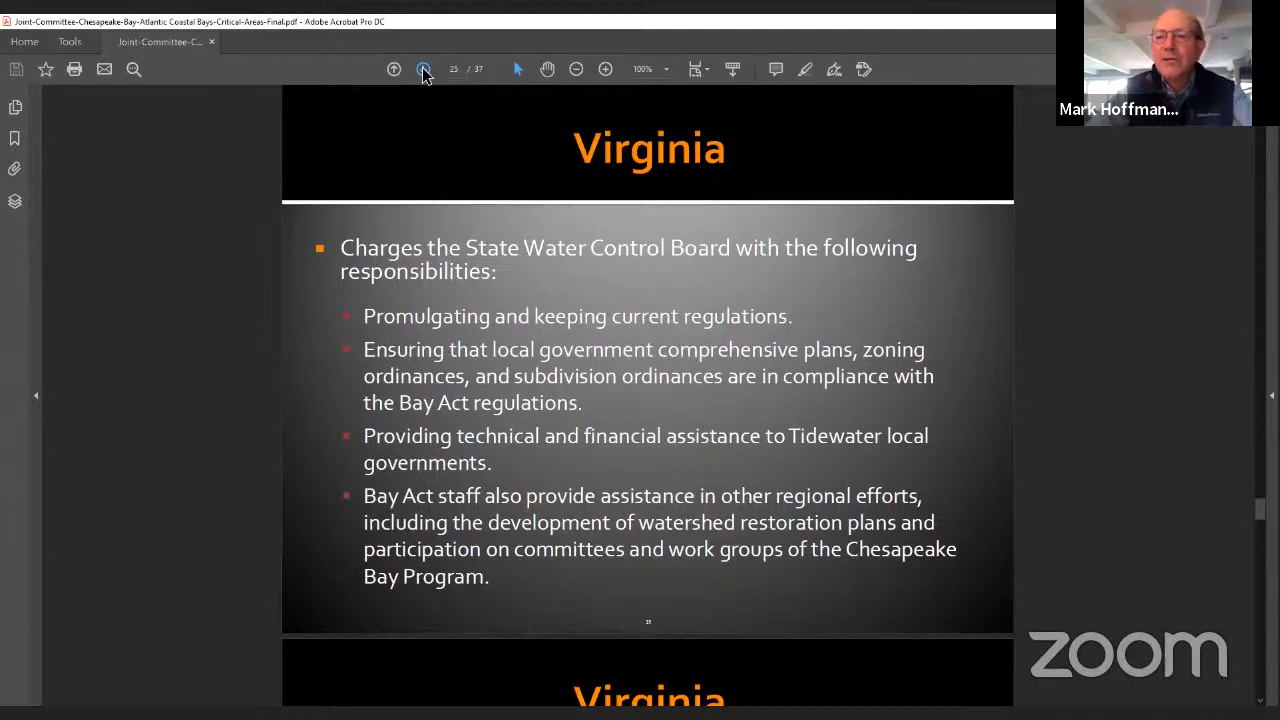 Joint-Committee-Chesapeake-Bay-Atlantic Coastal Bays-Critical-Areas-Final.pdf - Adobe Acrobat Pro DC
Home
Tools
Joint-Committee-C...
25 / 37
100%
Mark Hoffman...
Virginia
Charges the State Water Control Board with the following
responsibilities:
Promulgating and keeping current regulations.
Ensuring that local government comprehensive plans, zoning
ordinances, and subdivision ordinances are in compliance with
the Bay Act regulations.
Providing technical and financial assistance to Tidewater local
governments.
Bay Act staff also provide assistance in other regional efforts,
including the development of watershed restoration plans and
participation on committees and work groups of the Chesapeake
Bay Program.
zoom
Virginia